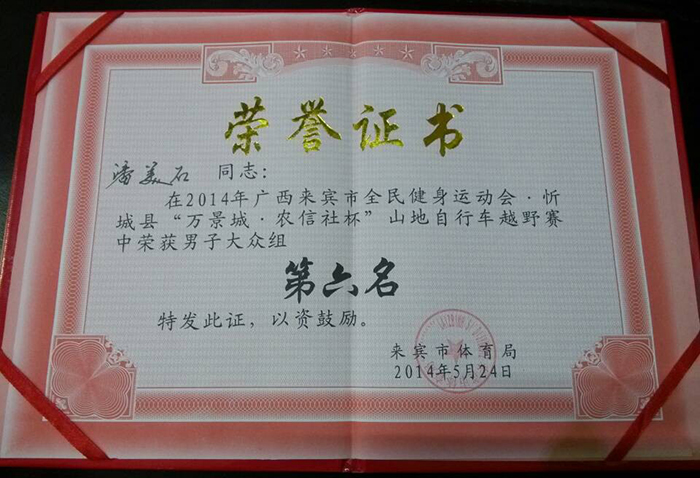 荣誉证书
潘美石 同志：
在2014年广西来宾市全民健身运动会·忻
城县“万景城·农信社杯”山地自行车越野赛
中荣获男子大众组
第六名
特发此证，以资鼓励。
来宾市体育局
2014年5月24日